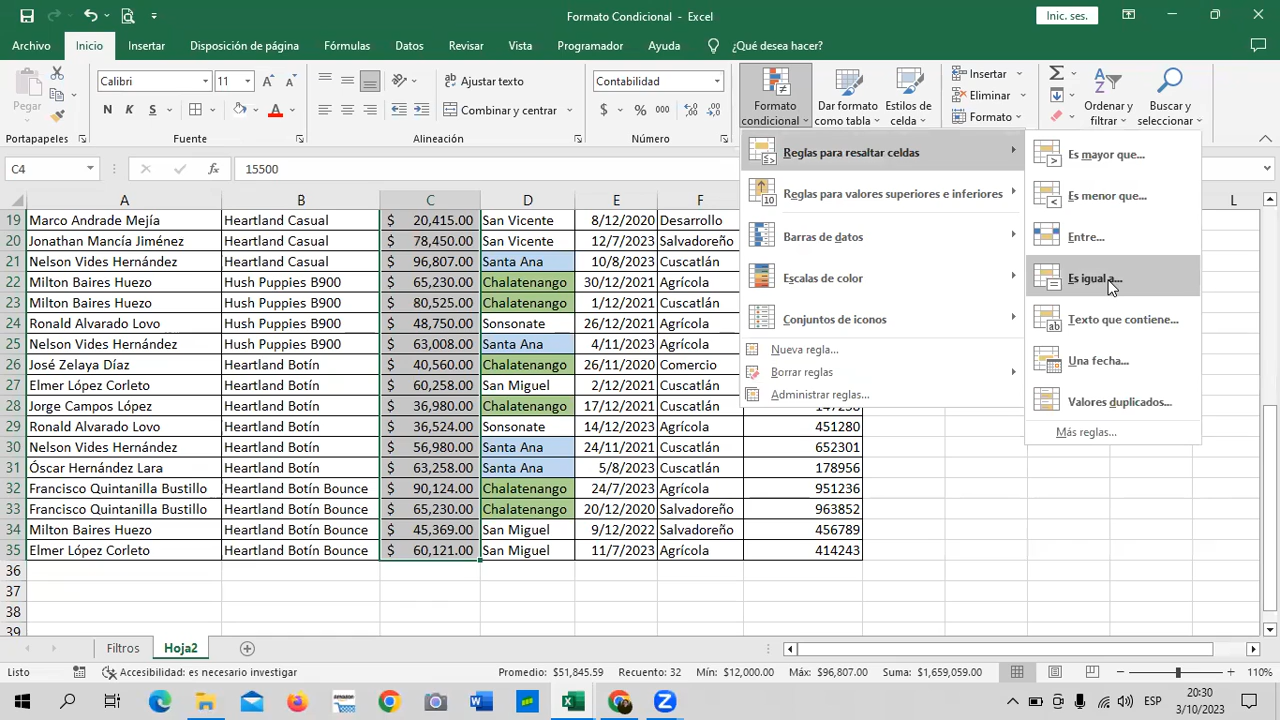 Formato Condicional - Excel
Inic. ses.
Archivo Inicio Insertar Disposición de página Fórmulas Datos Revisar Vista Programador Ayuda ¿Qué desea hacer?
Pegar
Calibri 11
N K S
Ajustar texto
Combinar y centrar
Contabilidad
$ % 000
Formato condicional
Dar formato como tabla
Estilos de celda
Insertar
Eliminar
Formato
Ordenar y filtrar
Buscar y seleccionar
Portapapeles Fuente Alineación Número
C4 fx 15500
Reglas para resaltar celdas
Reglas para valores superiores e inferiores
Barras de datos
Escalas de color
Conjuntos de iconos
Nueva regla...
Borrar reglas
Administrar reglas...
Es mayor que...
Es menor que...
Entre...
Es igual a...
Texto que contiene...
Una fecha...
Valores duplicados...
Más reglas...
A B C D E F L
19 Marco Andrade Mejía Heartland Casual $ 20,415.00 San Vicente 8/12/2020 Desarrollo
20 Jonathan Mancía Jiménez Heartland Casual $ 78,450.00 San Vicente 12/7/2023 Salvadoreño
21 Nelson Vides Hernández Heartland Casual $ 96,807.00 Santa Ana 10/8/2023 Cuscatlán
22 Milton Baires Huezo Hush Puppies B900 $ 65,230.00 Chalatenango 30/12/2021 Agrícola
23 Milton Baires Huezo Hush Puppies B900 $ 80,525.00 Chalatenango 1/12/2021 Cuscatlán
24 Ronald Alvarado Lovo Hush Puppies B900 $ 48,750.00 Sonsonate 26/12/2021 Agrícola
25 Nelson Vides Hernández Hush Puppies B900 $ 63,008.00 Santa Ana 4/11/2023 Agrícola
26 José Zelaya Díaz Heartland Botín $ 40,560.00 Chalatenango 26/11/2020 Comercio
27 Elmer López Corleto Heartland Botín $ 60,258.00 San Miguel 2/12/2021 Agrícola
28 Jorge Campos López Heartland Botín $ 36,980.00 Chalatenango 17/12/2021 Cuscatlán 147258
29 Ronald Alvarado Lovo Heartland Botín $ 36,524.00 Sonsonate 14/12/2023 Agrícola 451280
30 Nelson Vides Hernández Heartland Botín $ 56,980.00 Santa Ana 24/11/2021 Cuscatlán 652301
31 Óscar Hernández Lara Heartland Botín $ 63,258.00 Santa Ana 5/8/2023 Cuscatlán 178956
32 Francisco Quintanilla Bustillo Heartland Botín Bounce $ 90,124.00 Chalatenango 24/7/2023 Agrícola 951236
33 Francisco Quintanilla Bustillo Heartland Botín Bounce $ 65,230.00 Chalatenango 20/12/2020 Salvadoreño 963852
34 Milton Baires Huezo Heartland Botín Bounce $ 45,369.00 San Miguel 9/12/2022 Salvadoreño 456789
35 Elmer López Corleto Heartland Botín Bounce $ 60,121.00 San Miguel 11/7/2023 Agrícola 414243
36
37
38
39
Filtros Hoja2
Listo Accesibilidad: es necesario investigar Promedio: $51,845.59 Recuento: 32 Mín: $12,000.00 Máx: $96,807.00 Suma: $1,659,059.00 110%
ESP
20:30
3/10/2023